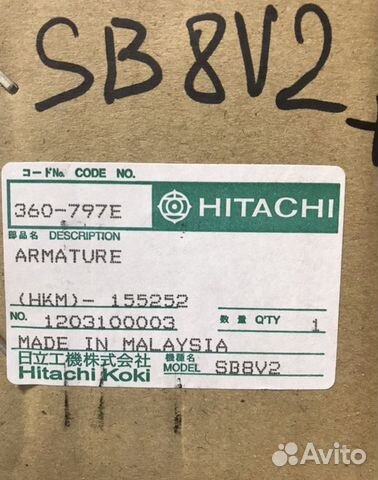 SB8V2
コードNo. CODE NO.
360-797E HITACHI
部品名 DESCRIPTION
ARMATURE
(HKM)- 155252
NO. 1203100003 数量 Q'TY 1
MADE IN MALAYSIA
日立工機株式会社 機種名
Hitachi Koki MODEL SB8V2
Avito